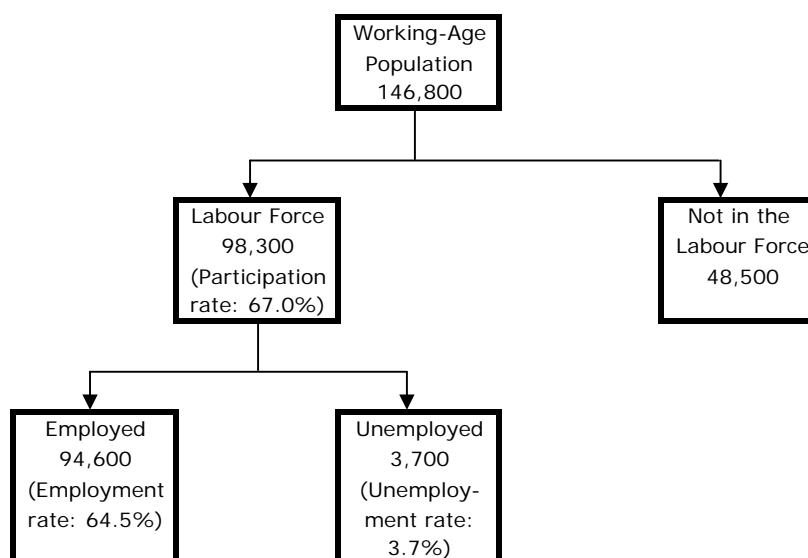 Working-Age
Population
146,800
Labour Force
98,300
(Participation
rate: 67.0%)
Not in the
Labour Force
48,500
Employed
94,600
(Employment
rate: 64.5%)
Unemployed
3,700
(Unemploy-
ment rate:
3.7%)